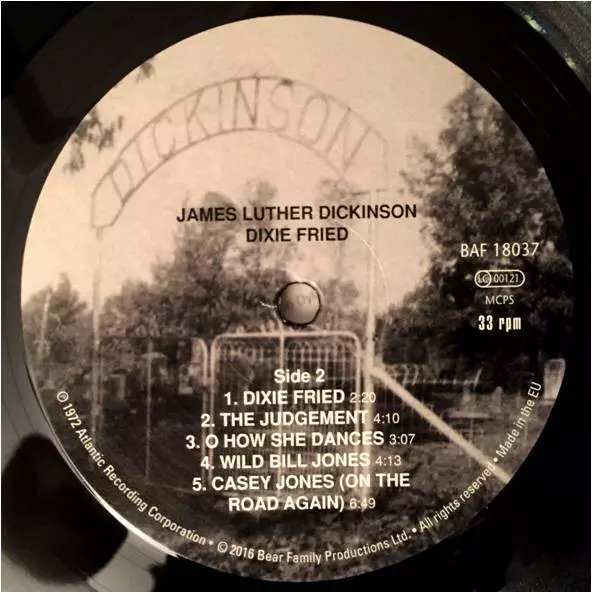 DICKINSON
JAMES LUTHER DICKINSON
DIXIE FRIED
BAF 18037
LC 00121
MCPS
33 rpm
Side 2
1. DIXIE FRIED 2:20
2. THE JUDGEMENT 4:10
3. O HOW SHE DANCES 3:07
4. WILD BILL JONES 4:13
5. CASEY JONES (ON THE
ROAD AGAIN) 6:49
℗ 1972 Atlantic Recording Corporation • © 2016 Bear Family Productions Ltd. • All rights reserved • Made in the EU